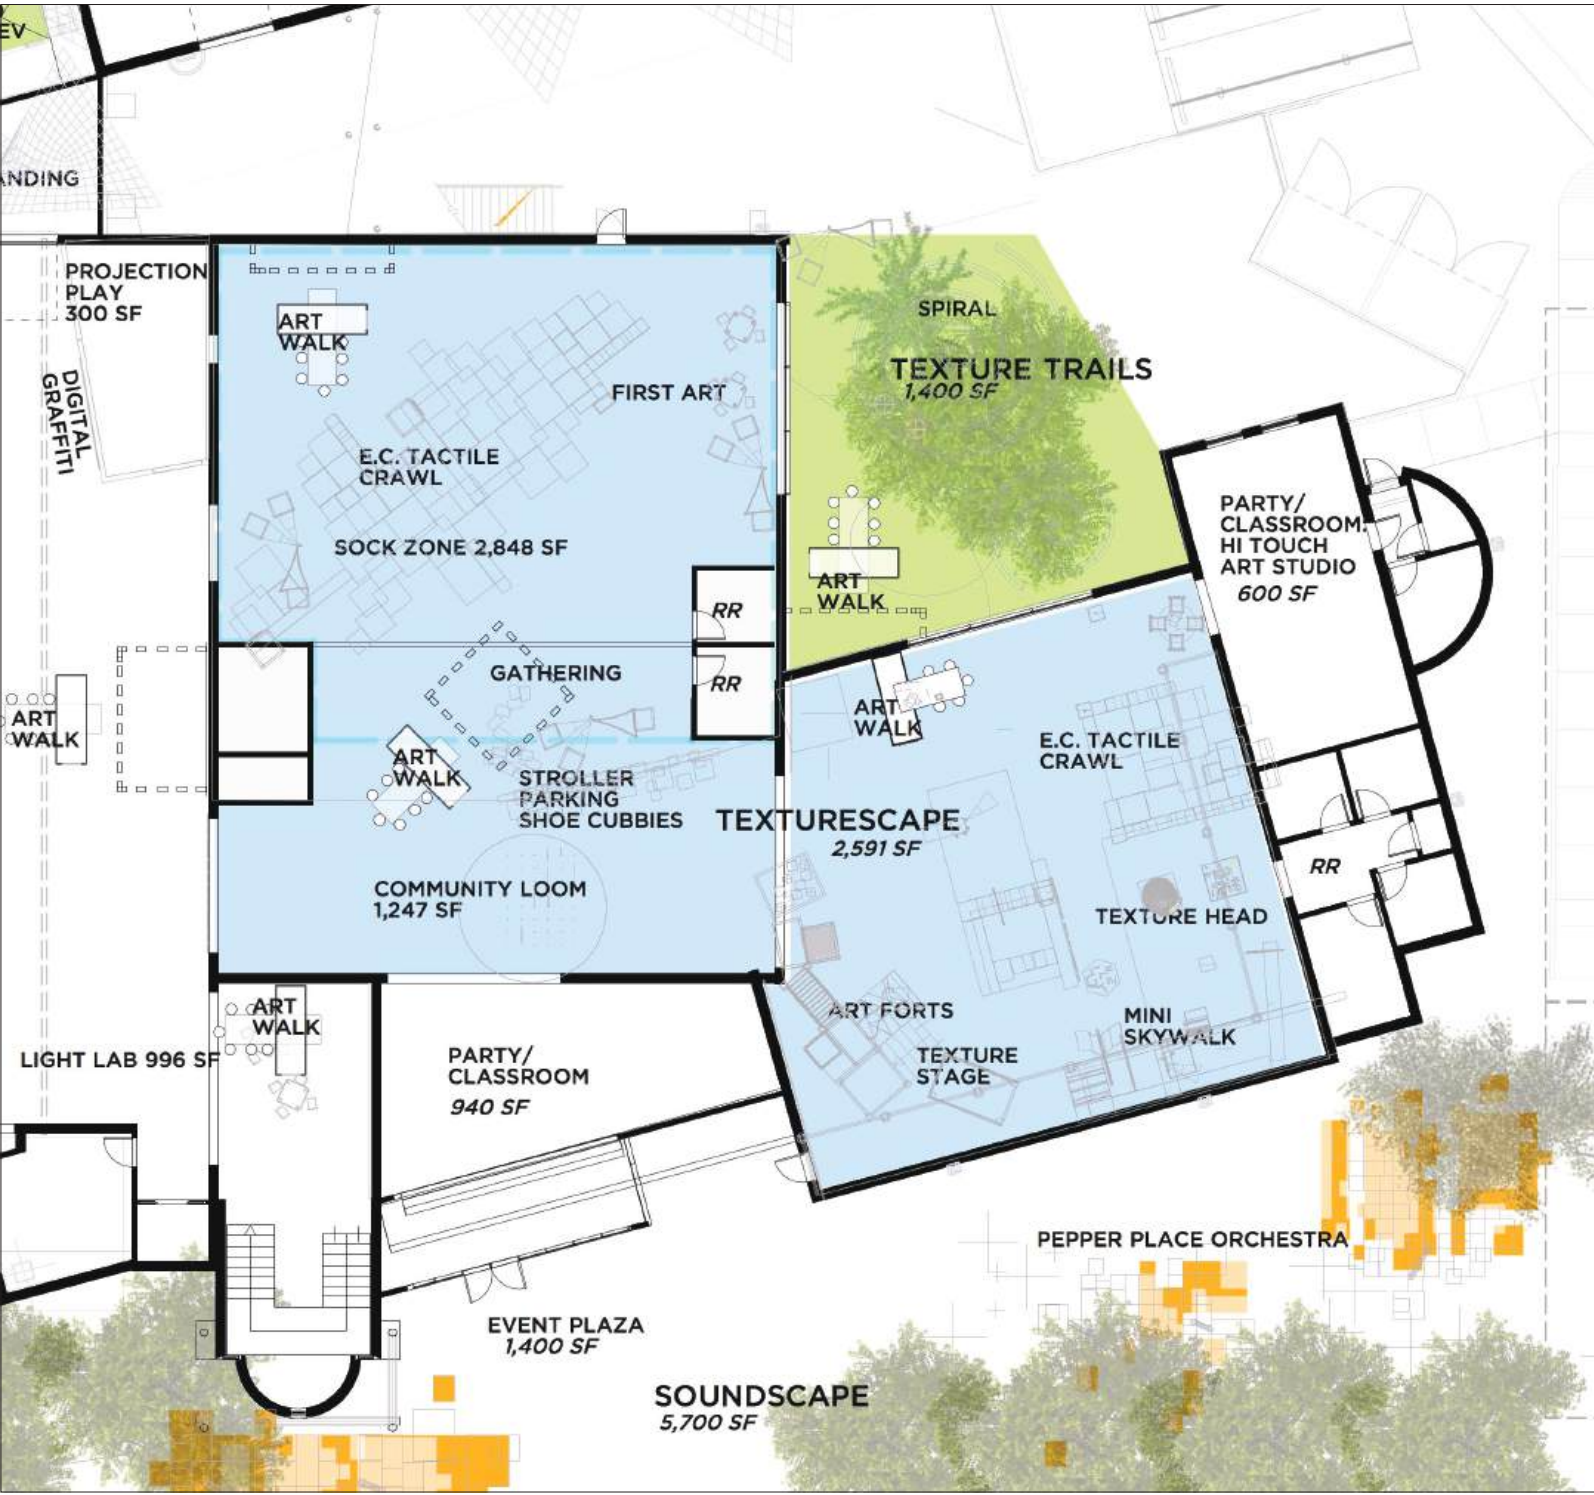 EV
ANDING
PROJECTION
PLAY
300 SF
DIGITAL
GRAFFITI
ART
WALK
FIRST ART
E.C. TACTILE
CRAWL
SOCK ZONE 2,848 SF
SPIRAL
TEXTURE TRAILS
1,400 SF
ART
WALK
PARTY/
CLASSROOM.
HI TOUCH
ART STUDIO
600 SF
RR
RR
GATHERING
ART
WALK
ART
WALK
STROLLER
PARKING
SHOE CUBBIES
ART
WALK
E.C. TACTILE
CRAWL
TEXTURESCAPE
2,591 SF
COMMUNITY LOOM
1,247 SF
RR
TEXTURE HEAD
ART
WALK
ART FORTS
MINI
SKYWALK
LIGHT LAB 996 SF
PARTY/
CLASSROOM
940 SF
TEXTURE
STAGE
PEPPER PLACE ORCHESTRA
EVENT PLAZA
1,400 SF
SOUNDSCAPE
5,700 SF